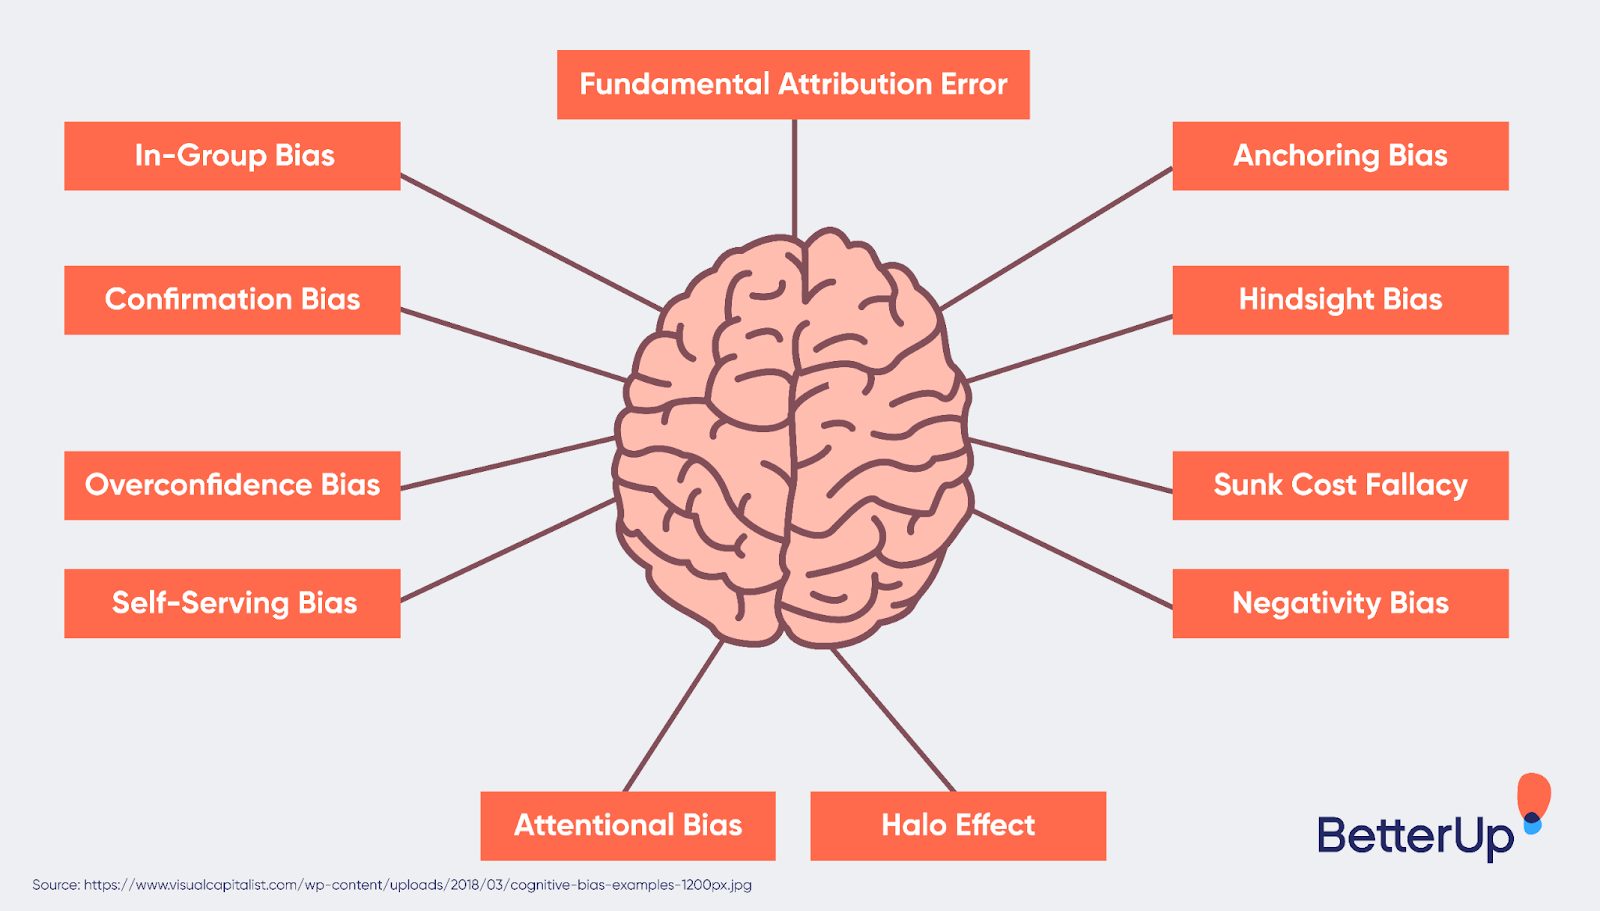 Fundamental Attribution Error
In-Group Bias
Anchoring Bias
Confirmation Bias
Hindsight Bias
Overconfidence Bias
Sunk Cost Fallacy
Self-Serving Bias
Negativity Bias
Attentional Bias
Halo Effect
BetterUp
Source: https://www.visualcapitalist.com/wp-content/uploads/2018/03/cognitive-bias-examples-1200px.jpg